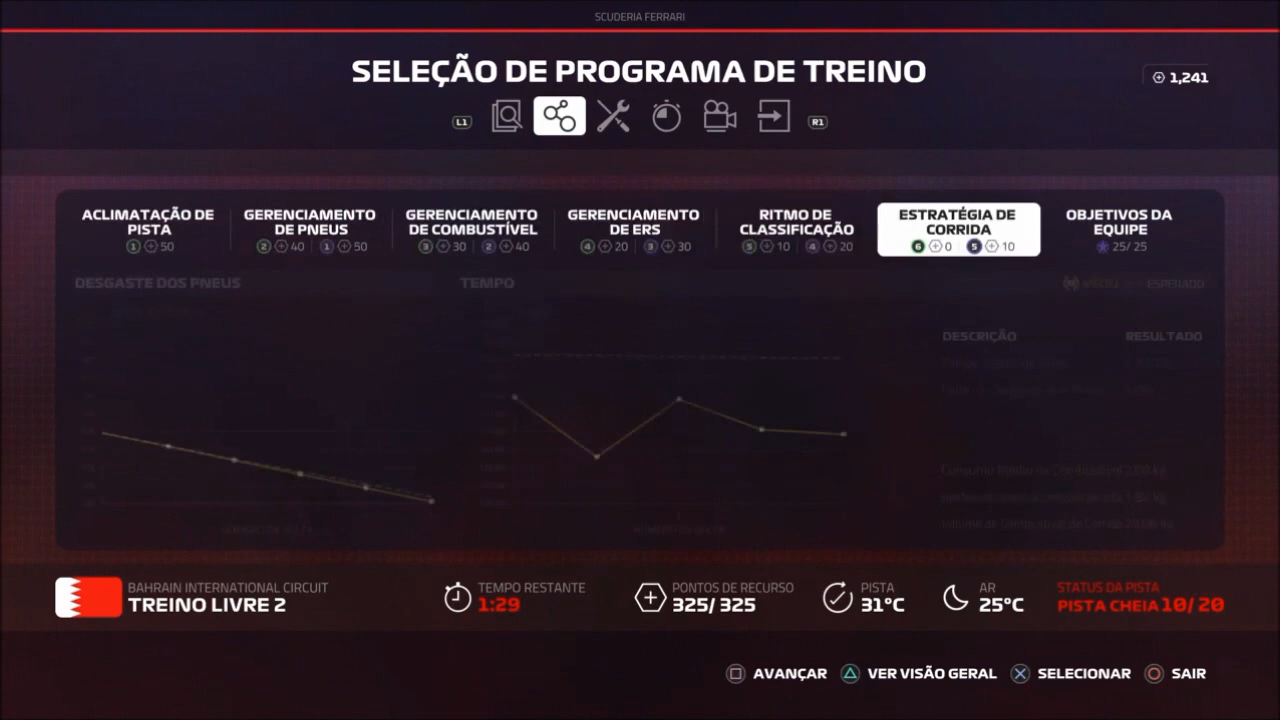 SCUDERIA FERRARI
SELEÇÃO DE PROGRAMA DE TREINO
1,241
L1
R1
ACLIMATAÇÃO DE
PISTA
1 50
GERENCIAMENTO
DE PNEUS
2 40 1 50
GERENCIAMENTO
DE COMBUSTÍVEL
3 30 2 40
GERENCIAMENTO
DE ERS
4 20 3 30
RITMO DE
CLASSIFICAÇÃO
5 10 4 20
ESTRATÉGIA DE
CORRIDA
6 0 5 10
OBJETIVOS DA
EQUIPE
25/ 25
DESGASTE DOS PNEUS
TEMPO
ESPERADO
DESCRIÇÃO
RESULTADO
BAHRAIN INTERNATIONAL CIRCUIT
TREINO LIVRE 2
TEMPO RESTANTE
1:29
PONTOS DE RECURSO
325/ 325
PISTA
31°C
AR
25°C
STATUS DA PISTA
PISTA CHEIA 10/ 20
AVANÇAR
VER VISÃO GERAL
SELECIONAR
SAIR